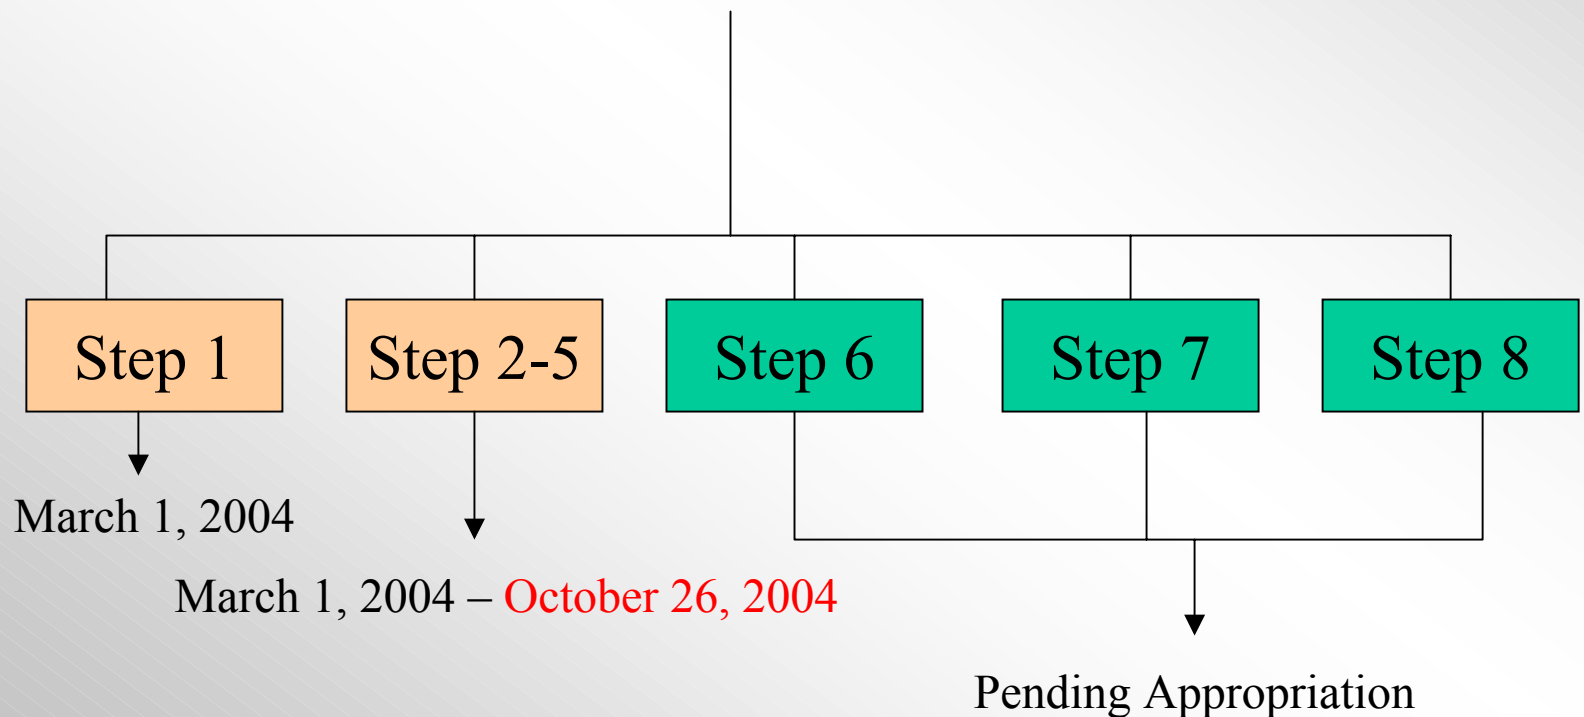 Step 1
Step 2-5
Step 6
Step 7
Step 8
March 1, 2004
March 1, 2004 – October 26, 2004
Pending Appropriation